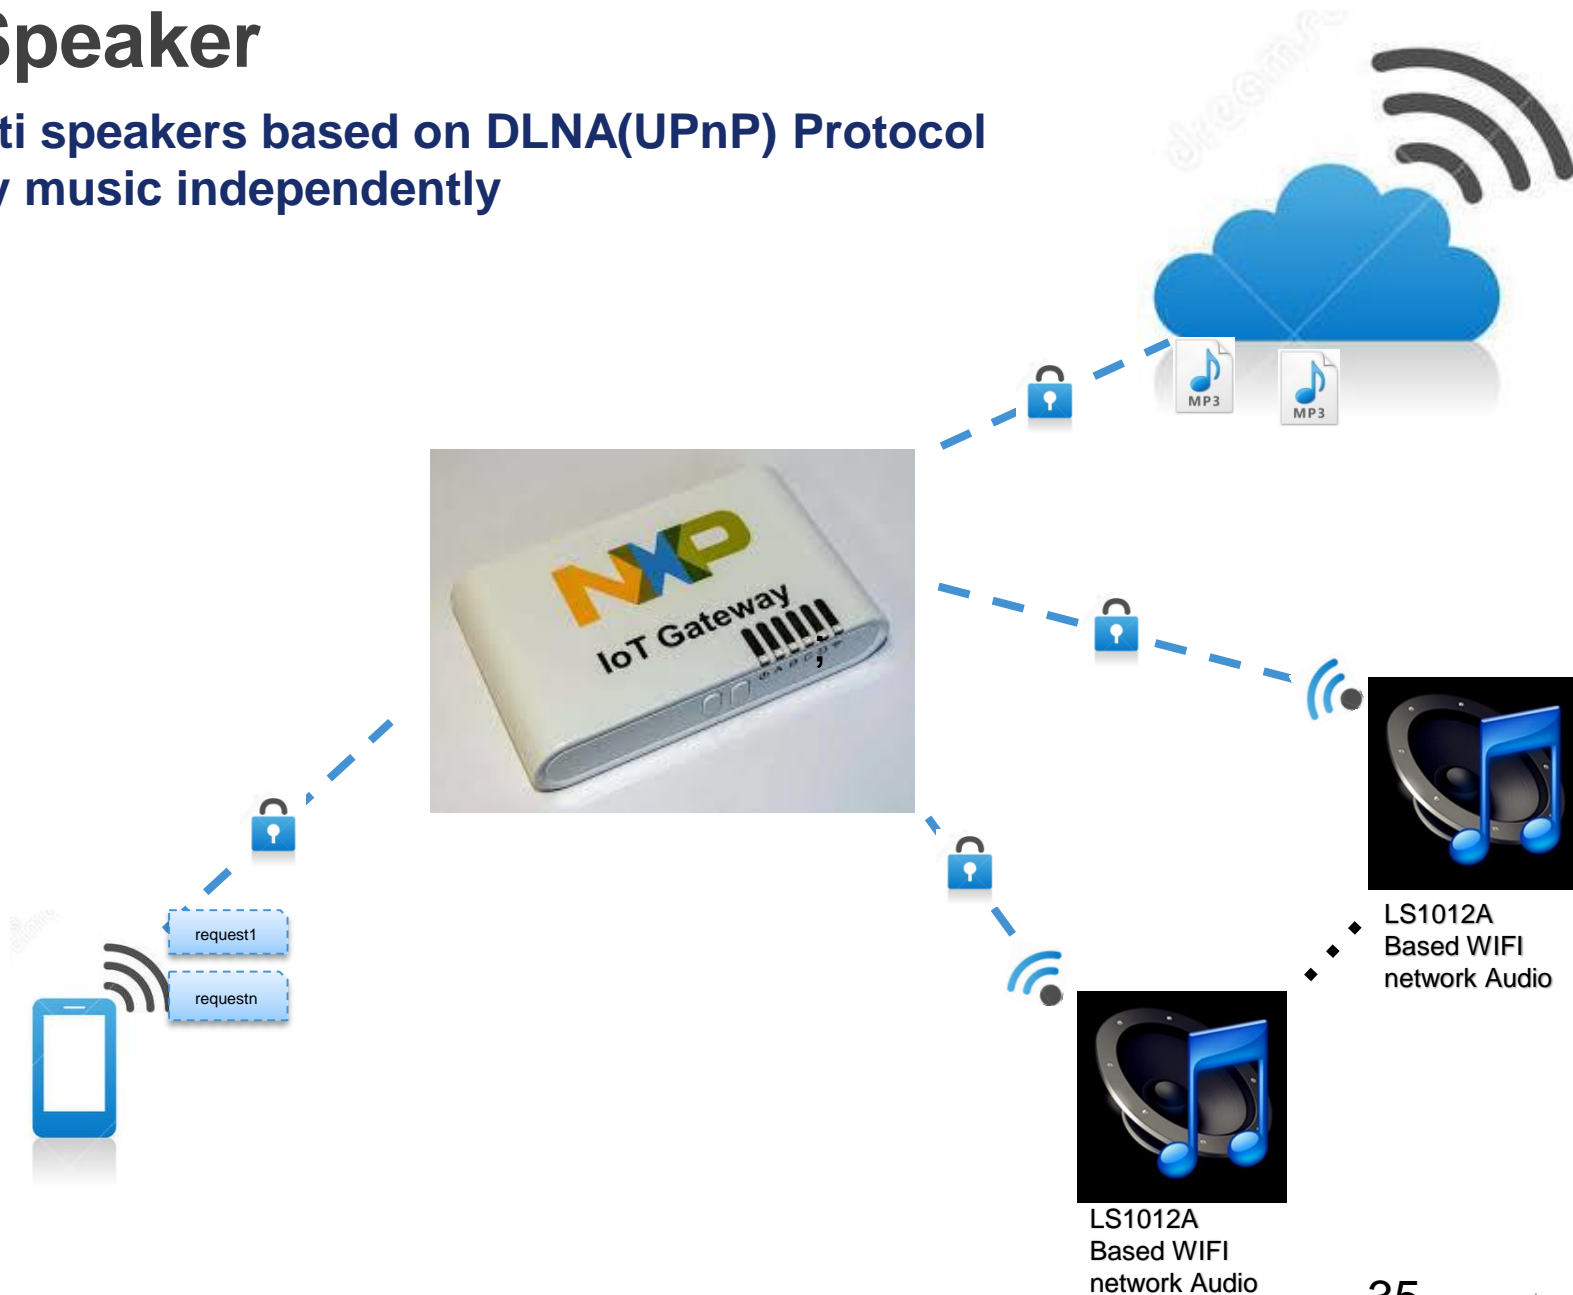 Speaker
ti speakers based on DLNA(UPnP) Protocol
y music independently
MP3
MP3
NXP
IoT Gateway
;
A B C D
request1
requestn
LS1012A
Based WIFI
network Audio
LS1012A
Based WIFI
network Audio
35